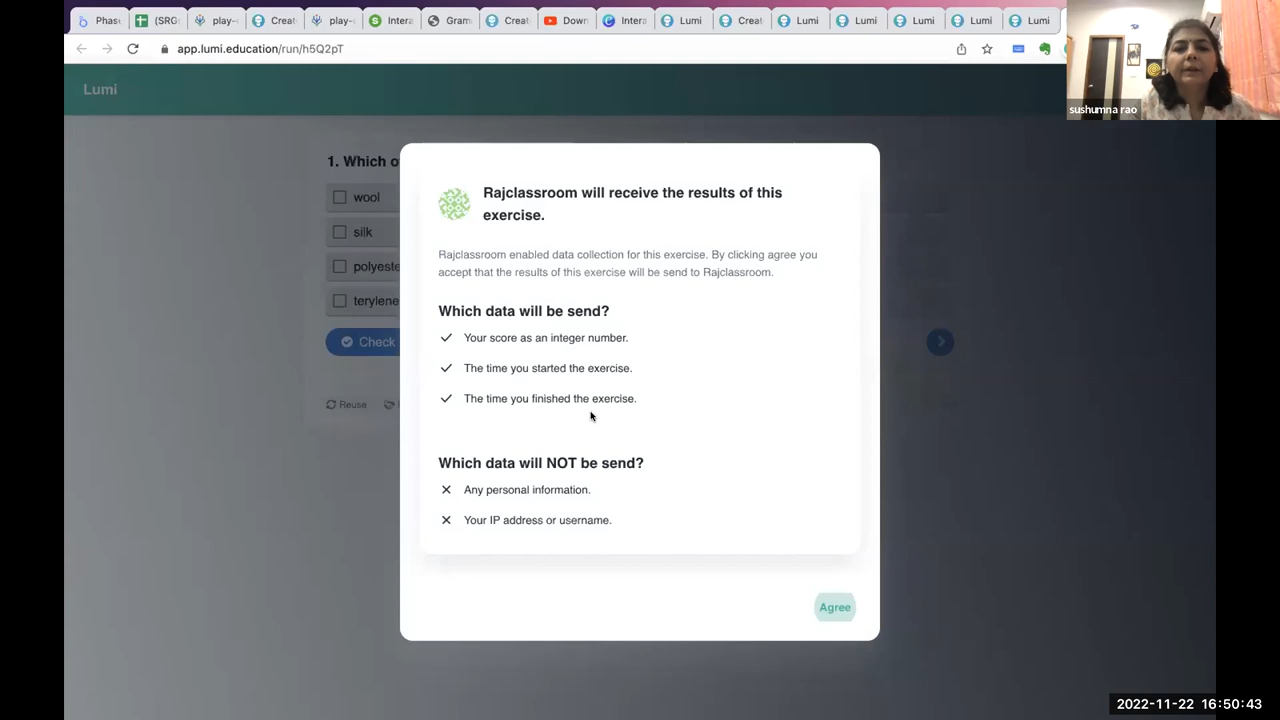 Phase
(SRG
play-
Creat
play-
Intera
Gram
Creat
Down
Intera
Lumi
Creat
Lumi
Lumi
Lumi
Lumi
Lumi
app.lumi.education/run/h5Q2pT
sushumna rao
Lumi
1. Which o
wool
silk
polyeste
terylene
Check
Reuse
Rajclassroom will receive the results of this
exercise.
Rajclassroom enabled data collection for this exercise. By clicking agree you
accept that the results of this exercise will be send to Rajclassroom.
Which data will be send?
Your score as an integer number.
The time you started the exercise.
The time you finished the exercise.
Which data will NOT be send?
Any personal information.
Your IP address or username.
Agree
2022-11-22 16:50:43